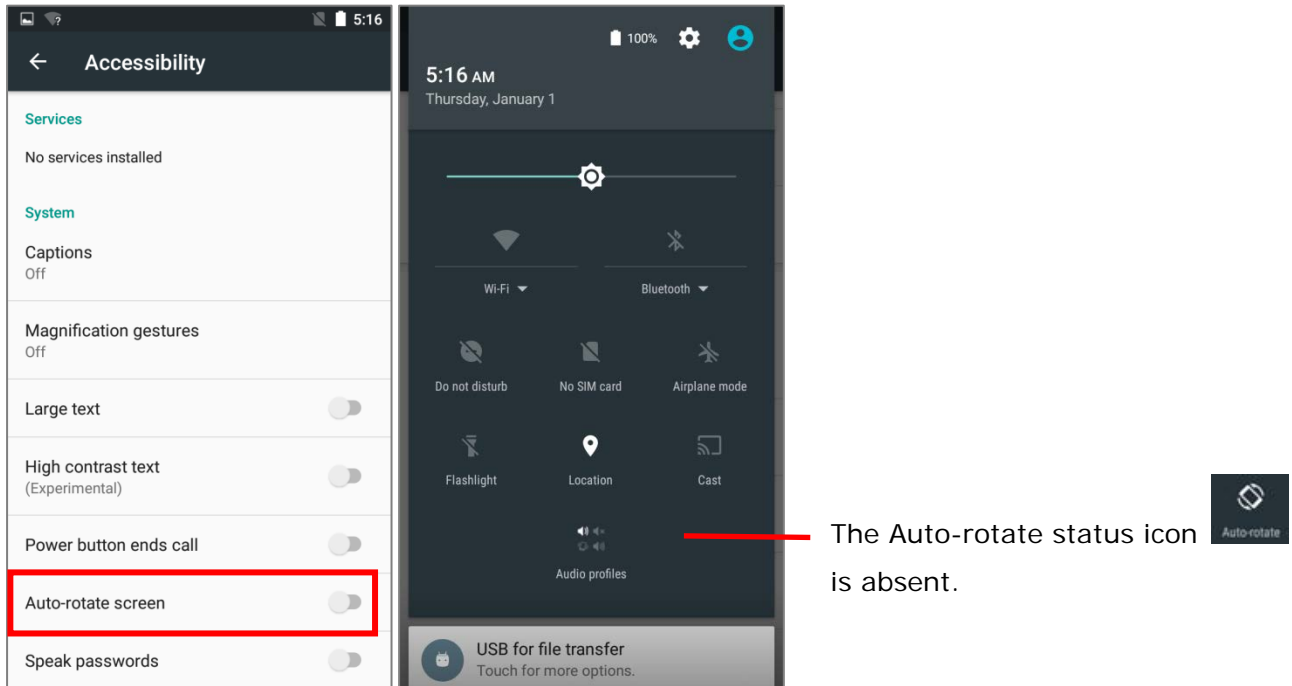 5:16
Accessibility
Services
No services installed
System
Captions
Off
Magnification gestures
Off
Large text
High contrast text
(Experimental)
Power button ends call
Auto-rotate screen
Speak passwords
100%
5:16 AM
Thursday, January 1
Wi-Fi
Bluetooth
Do not disturb
No SIM card
Airplane mode
Flashlight
Location
Cast
Audio profiles
USB for file transfer
Touch for more options.
The Auto-rotate status icon
Auto-rotate
is absent.